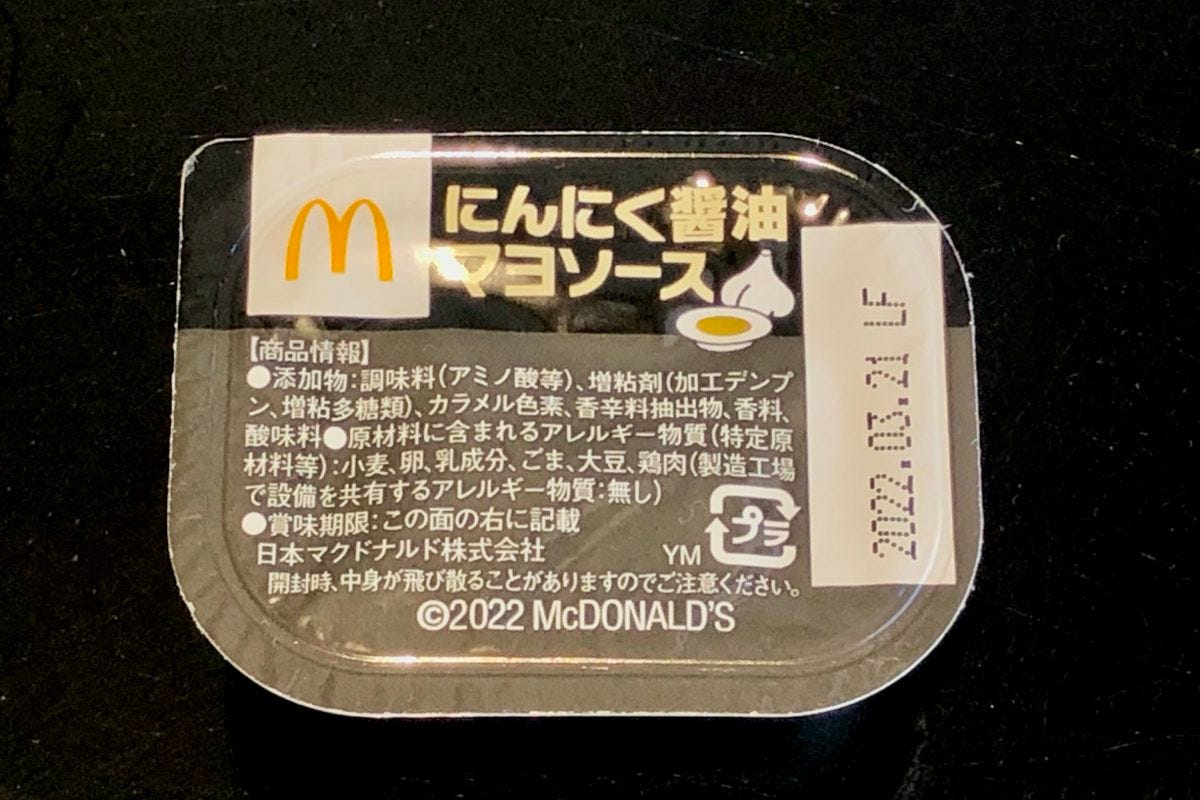 にんにく醤油
マヨソース
【商品情報】
●添加物:調味料(アミノ酸等)、増粘剤(加工デンプ
ン、増粘多糖類)、カラメル色素、香辛料抽出物、香料、
酸味料●原材料に含まれるアレルギー物質(特定原
材料等):小麦、卵、乳成分、ごま、大豆、鶏肉(製造工場
で設備を共有するアレルギー物質:無し)
●賞味期限:この面の右に記載
日本マクドナルド株式会社
YM
プラ
開封時、中身が飛び散ることがありますのでご注意ください。
©2022 McDONALD'S
2022.03.21 LF